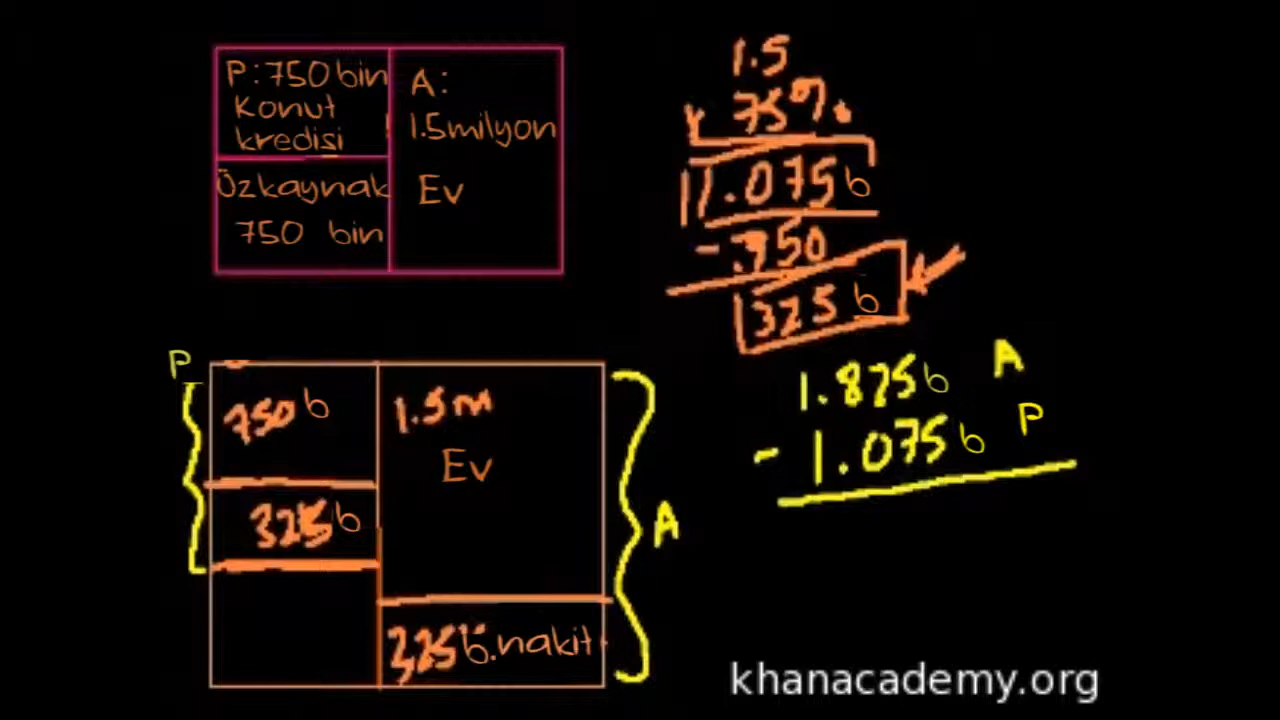 P: 750 bin
Konut
kredisi
Özkaynak
750 bin
A:
1.5 milyon
Ev
1.5
x 75%
1.075 b
- .750
325 b
P
750 b
325 b
1.5 m
Ev
325 b. nakit
A
1.875 b A
- 1.075 b P
khanacademy.org